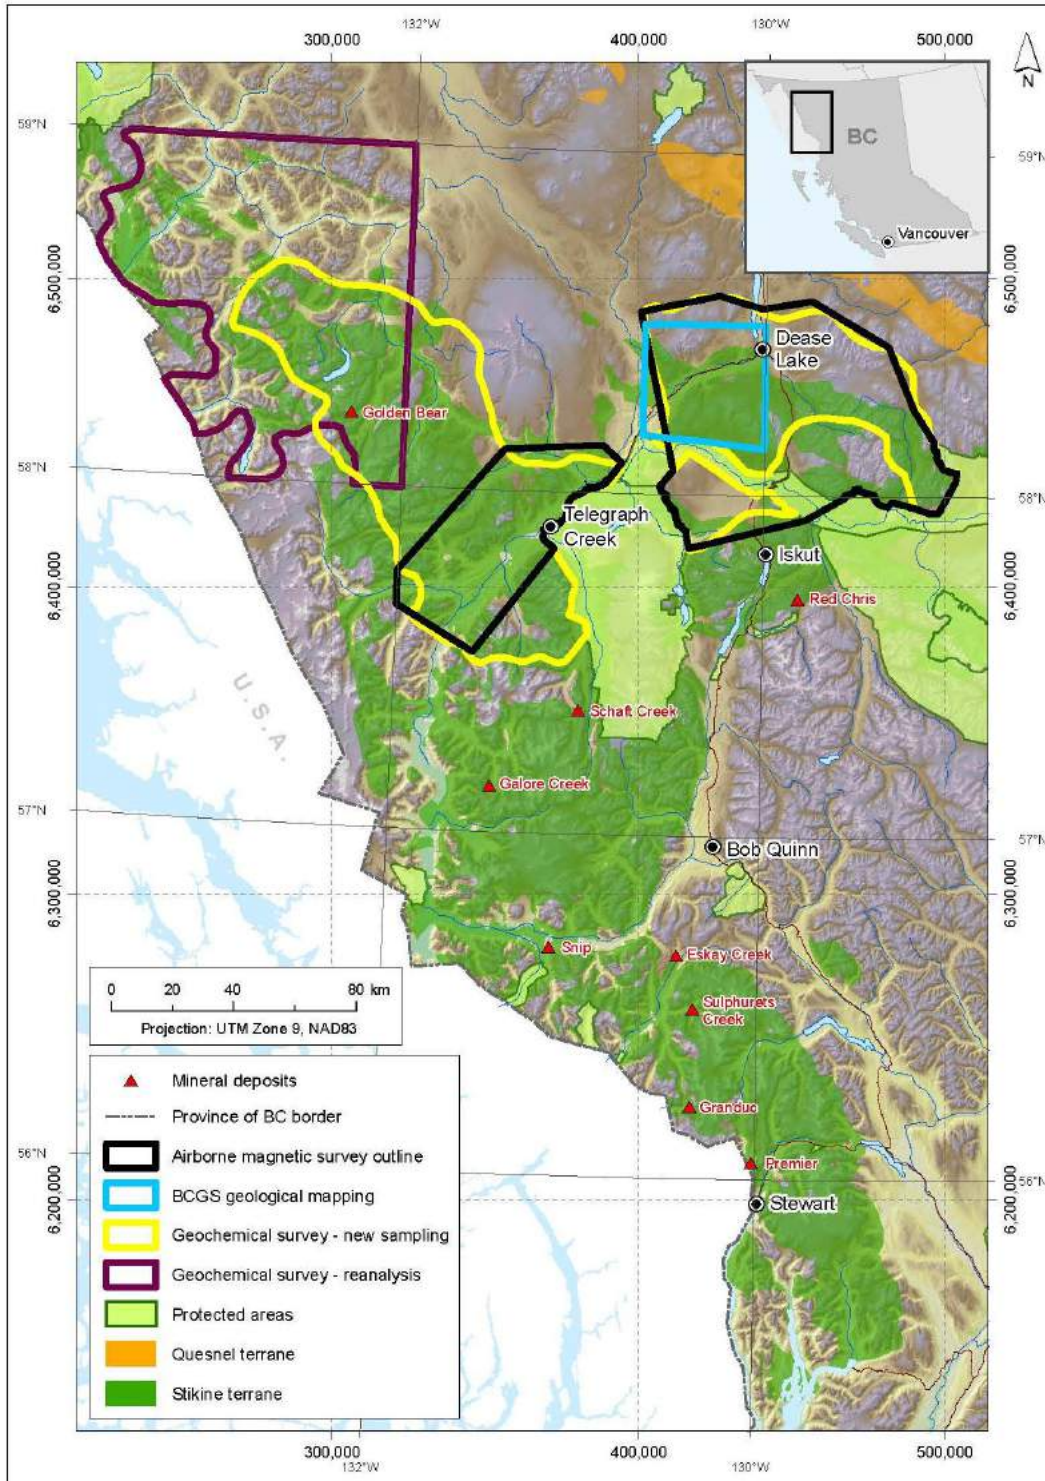 132°W
130°W
300,000
400,000
500,000
N
59°N
59°N
BC
Vancouver
6,500,000
6,500,000
Dease
Lake
Golden Bear
58°N
58°N
Telegraph
Creek
Iskut
6,400,000
6,400,000
Red Chris
U.S.A.
Schaft Creek
Galore Creek
57°N
57°N
Bob Quinn
6,300,000
6,300,000
Snip
Eskay Creek
Sulphurets
Creek
0 20 40 80 km
Projection: UTM Zone 9, NAD83
Granduc
Premier
56°N
56°N
6,200,000
6,200,000
Stewart
Mineral deposits
Province of BC border
Airborne magnetic survey outline
BCGS geological mapping
Geochemical survey - new sampling
Geochemical survey - reanalysis
Protected areas
Quesnel terrane
Stikine terrane
300,000
400,000
500,000
132°W
130°W